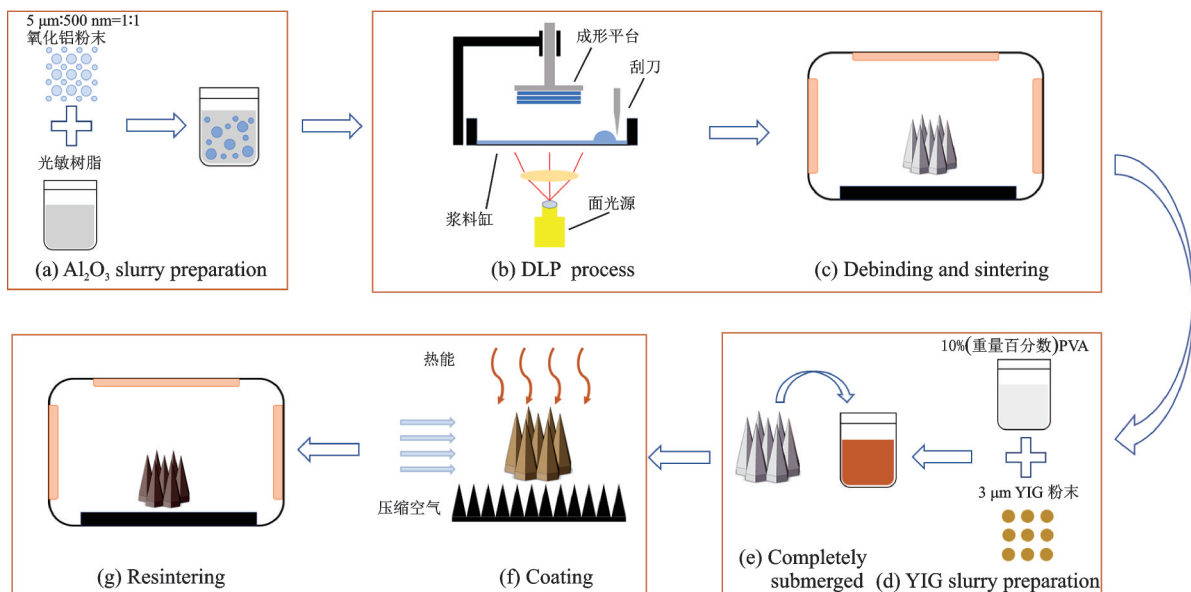 5 μm∶500 nm=1∶1
氧化铝粉末
光敏树脂
(a) Al₂O₃ slurry preparation
成形平台
刮刀
浆料缸
面光源
(b) DLP process
(c) Debinding and sintering
10%(重量百分数)PVA
3 μm YIG 粉末
(d) YIG slurry preparation
(e) Completely
submerged
热能
压缩空气
(f) Coating
(g) Resintering